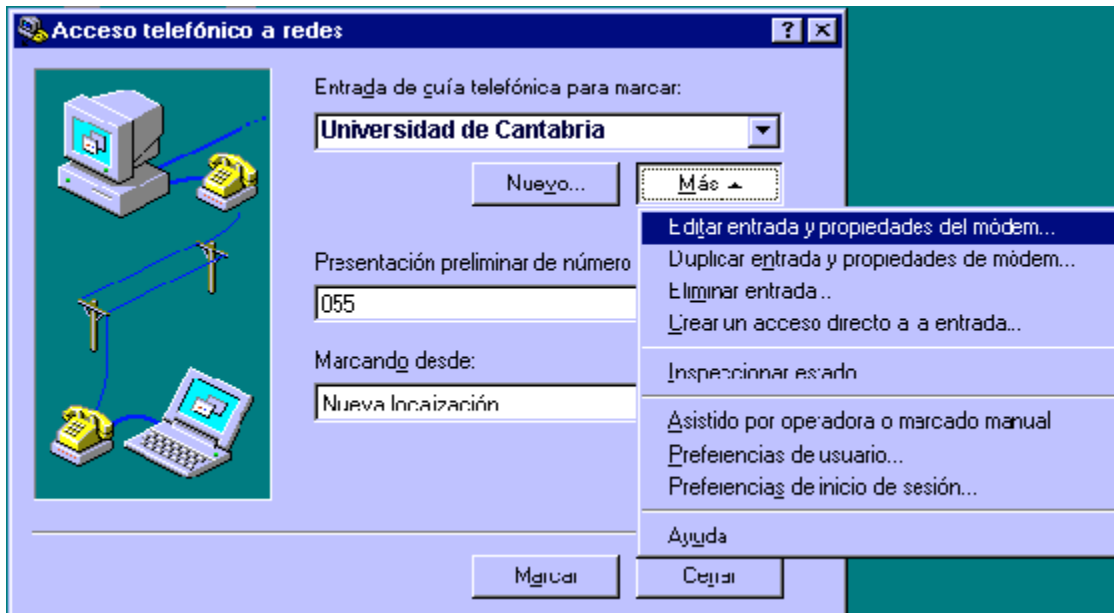 Acceso telefónico a redes
Entrada de guía telefónica para marcar:
Universidad de Cantabria
Nuevo... Más
Editar entrada y propiedades del módem...
Duplicar entrada y propiedades de módem...
Eliminar entrada...
Crear un acceso directo a la entrada...
Inspeccionar estado
Asistido por operadora o marcado manual
Preferencias de usuario...
Preferencias de inicio de sesión...
Ayuda
Presentación preliminar de número
055
Marcando desde:
Nueva localización
Marcar Cerrar